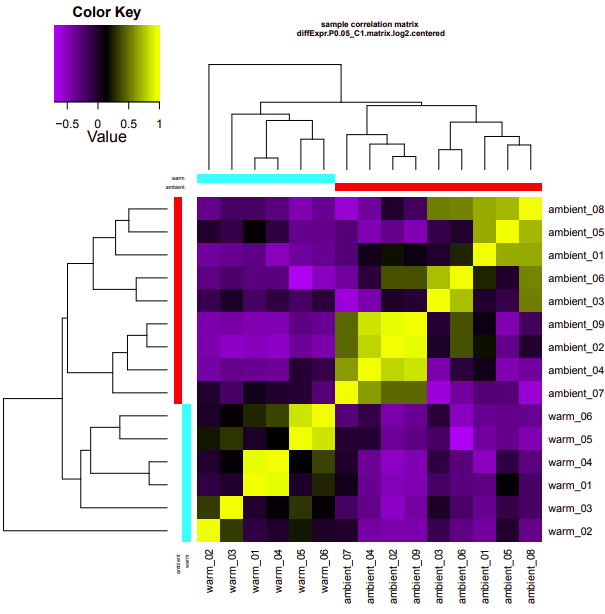 Color Key
−0.5 0 0.5 1
Value
sample correlation matrix
diffExpr.P0.05_C1.matrix.log2.centered
warm
ambient
ambient_08
ambient_05
ambient_01
ambient_06
ambient_03
ambient_09
ambient_02
ambient_04
ambient_07
warm_06
warm_05
warm_04
warm_01
warm_03
warm_02
ambient
warm
warm_02
warm_03
warm_01
warm_04
warm_05
warm_06
ambient_07
ambient_04
ambient_02
ambient_09
ambient_03
ambient_06
ambient_01
ambient_05
ambient_08